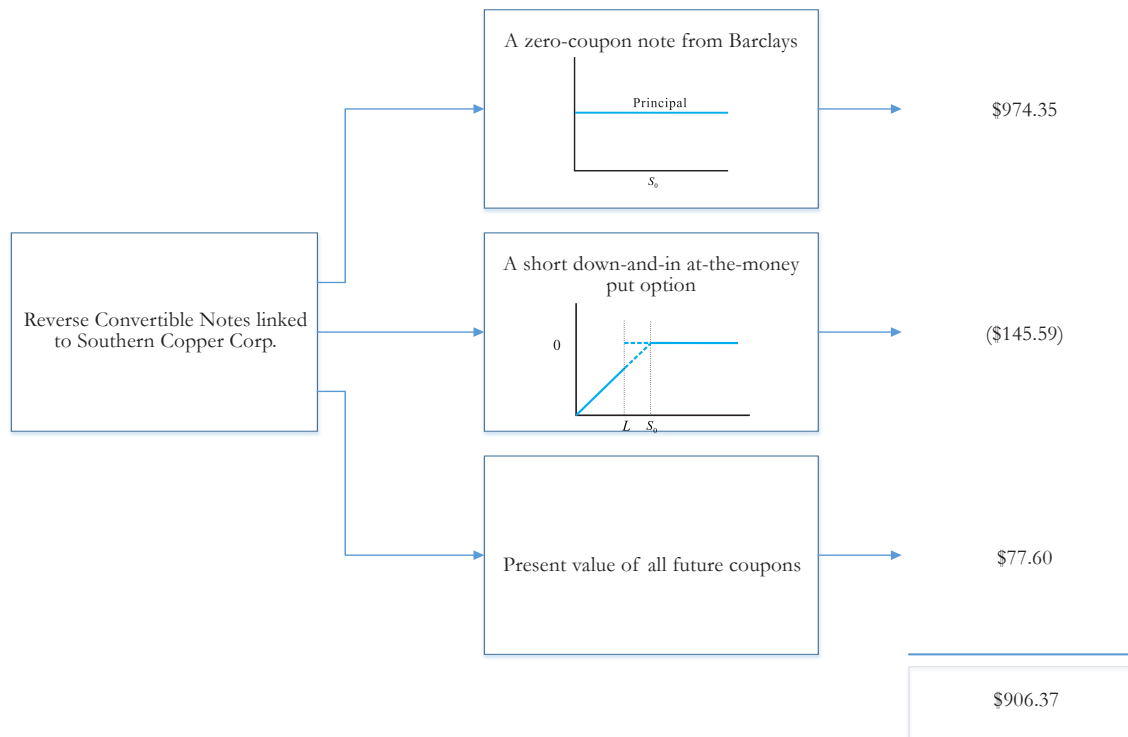 A zero-coupon note from Barclays
Principal
S₀
$974.35
Reverse Convertible Notes linked
to Southern Copper Corp.
A short down-and-in at-the-money
put option
0
L S₀
($145.59)
Present value of all future coupons
$77.60
$906.37